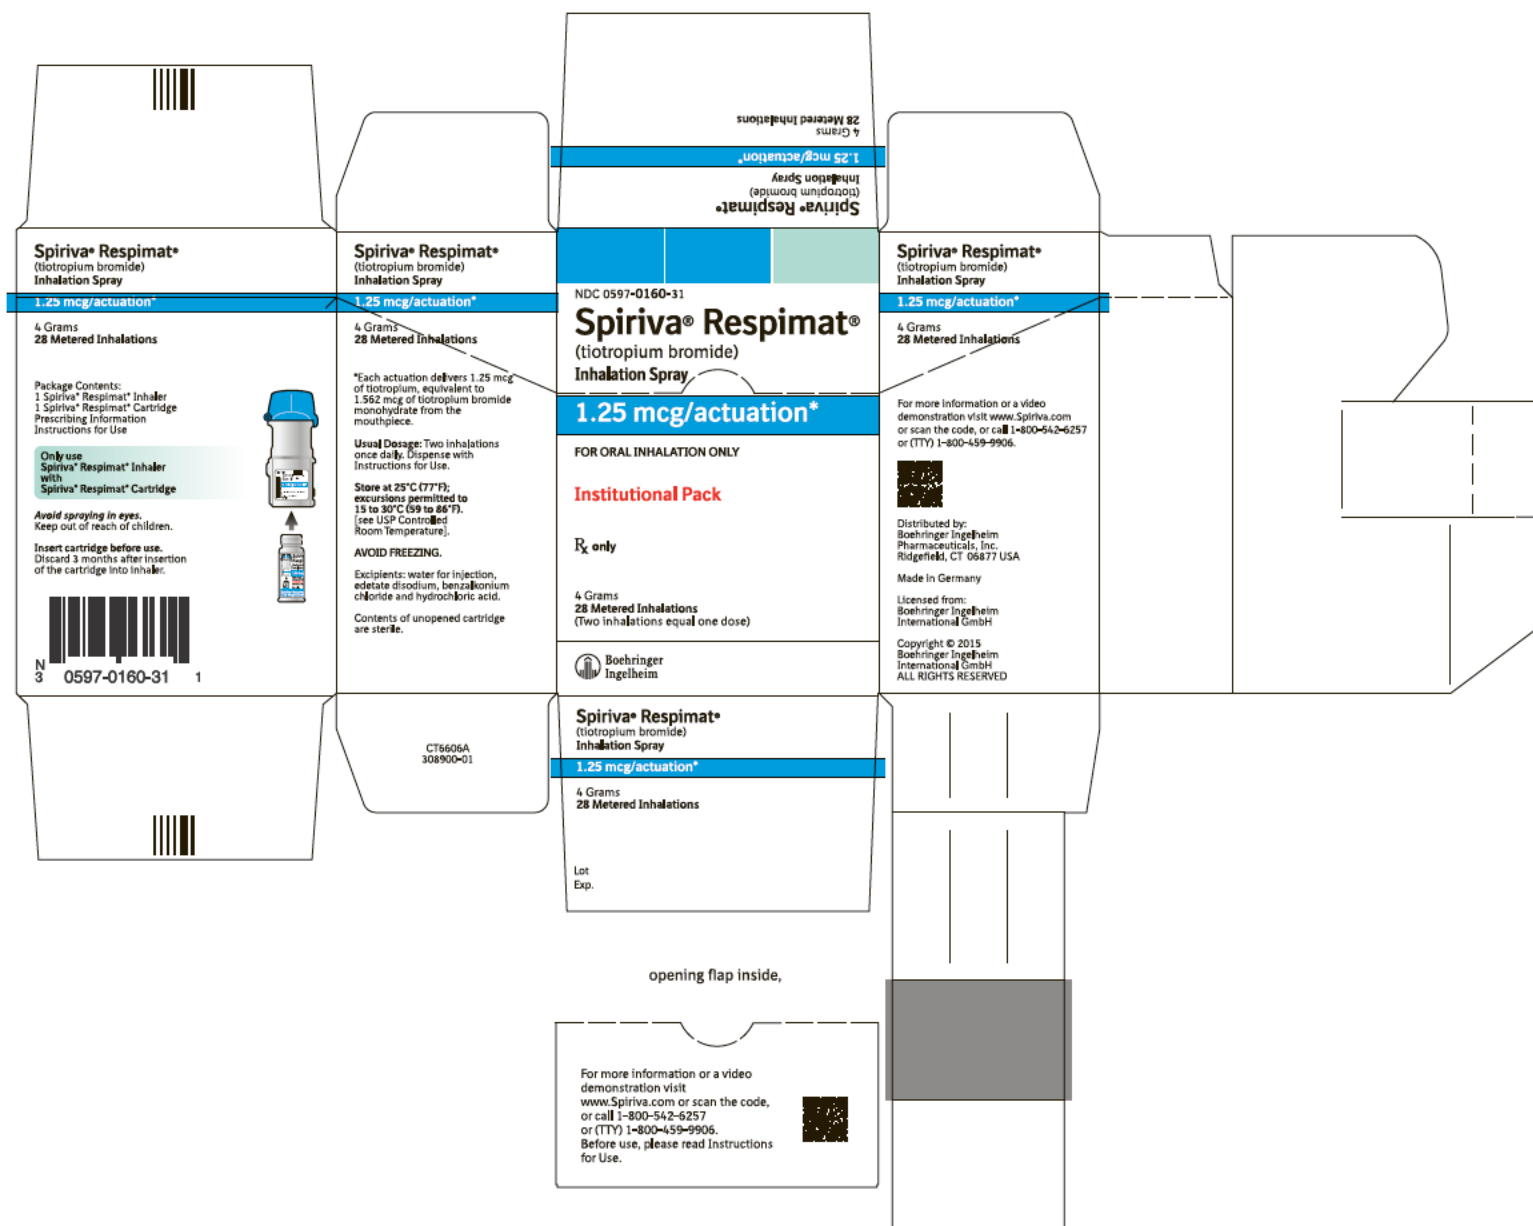 28 Metered Inhalations
4 Grams
1.25 mcg/actuation*
Inhalation Spray
(tiotropium bromide)
Spiriva® Respimat®
Spiriva® Respimat®
(tiotropium bromide)
Inhalation Spray
1.25 mcg/actuation*
4 Grams
28 Metered Inhalations
Package Contents:
1 Spiriva® Respimat® Inhaler
1 Spiriva® Respimat® Cartridge
Prescribing Information
Instructions for Use
Only use
Spiriva® Respimat® Inhaler
with
Spiriva® Respimat® Cartridge
Avoid spraying in eyes.
Keep out of reach of children.
Insert cartridge before use.
Discard 3 months after insertion
of the cartridge into inhaler.
N
3 0597-0160-31 1
Spiriva® Respimat®
(tiotropium bromide)
Inhalation Spray
1.25 mcg/actuation*
4 Grams
28 Metered Inhalations
*Each actuation delivers 1.25 mcg
of tiotropium, equivalent to
1.562 mcg of tiotropium bromide
monohydrate from the
mouthpiece.
Usual Dosage: Two inhalations
once daily. Dispense with
Instructions for Use.
Store at 25°C (77°F);
excursions permitted to
15 to 30°C (59 to 86°F).
[see USP Controlled
Room Temperature].
AVOID FREEZING.
Excipients: water for injection,
edetate disodium, benzalkonium
chloride and hydrochloric acid.
Contents of unopened cartridge
are sterile.
CT6606A
308900-01
NDC 0597-0160-31
Spiriva® Respimat®
(tiotropium bromide)
Inhalation Spray
1.25 mcg/actuation*
FOR ORAL INHALATION ONLY
Institutional Pack
Rx only
4 Grams
28 Metered Inhalations
(Two inhalations equal one dose)
Boehringer
Ingelheim
Spiriva® Respimat®
(tiotropium bromide)
Inhalation Spray
1.25 mcg/actuation*
4 Grams
28 Metered Inhalations
Lot
Exp.
Spiriva® Respimat®
(tiotropium bromide)
Inhalation Spray
1.25 mcg/actuation*
4 Grams
28 Metered Inhalations
For more information or a video
demonstration visit www.Spiriva.com
or scan the code, or call 1-800-542-6257
or (TTY) 1-800-459-9906.
Distributed by:
Boehringer Ingelheim
Pharmaceuticals, Inc.
Ridgefield, CT 06877 USA
Made in Germany
Licensed from:
Boehringer Ingelheim
International GmbH
Copyright © 2015
Boehringer Ingelheim
International GmbH
ALL RIGHTS RESERVED
opening flap inside,
For more information or a video
demonstration visit
www.Spiriva.com or scan the code,
or call 1-800-542-6257
or (TTY) 1-800-459-9906.
Before use, please read Instructions
for Use.